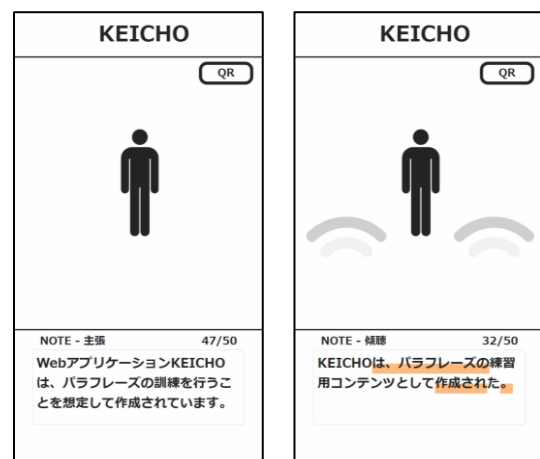 KEICHO
QR
NOTE - 主張 47/50
WebアプリケーションKEICHO
は、パラフレーズの訓練を行うこ
とを想定して作成されています。
KEICHO
QR
NOTE - 傾聴 32/50
KEICHOは、パラフレーズの練習
用コンテンツとして作成された。